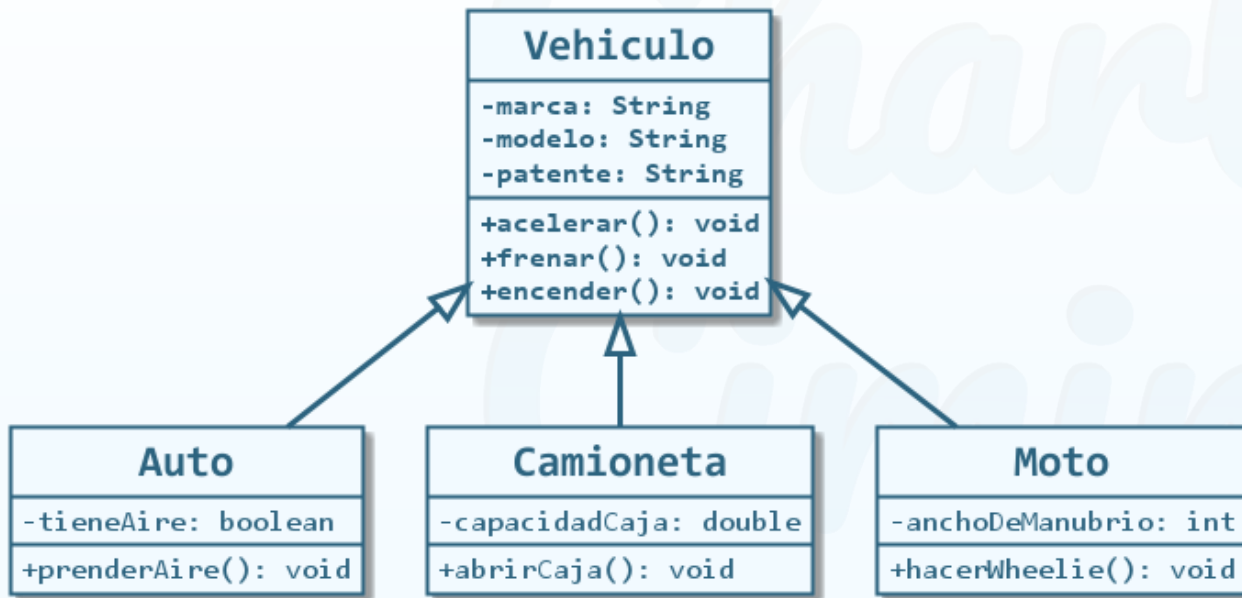 Vehiculo
-marca: String
-modelo: String
-patente: String
+acelerar(): void
+frenar(): void
+encender(): void
Auto
-tieneAire: boolean
+prenderAire(): void
Camioneta
-capacidadCaja: double
+abrirCaja(): void
Moto
-anchoDeManubrio: int
+hacerWheelie(): void